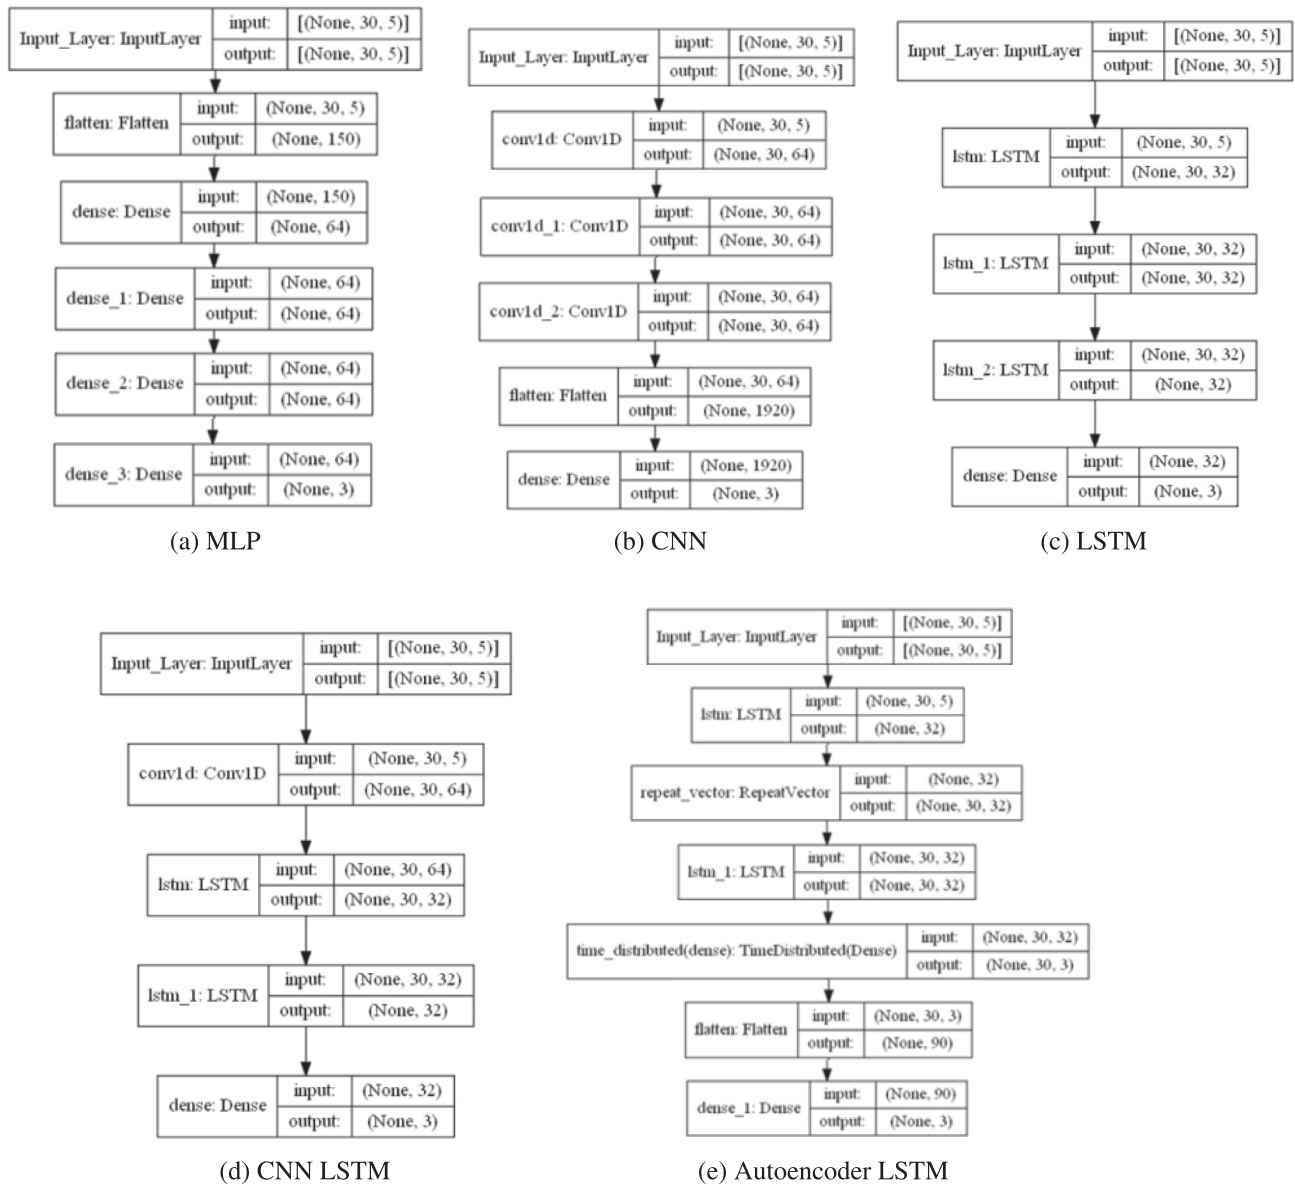 Input_Layer: InputLayer
input: [(None, 30, 5)]
output: [(None, 30, 5)]
flatten: Flatten
input: (None, 30, 5)
output: (None, 150)
dense: Dense
input: (None, 150)
output: (None, 64)
dense_1: Dense
input: (None, 64)
output: (None, 64)
dense_2: Dense
input: (None, 64)
output: (None, 64)
dense_3: Dense
input: (None, 64)
output: (None, 3)
(a) MLP
Input_Layer: InputLayer
input: [(None, 30, 5)]
output: [(None, 30, 5)]
conv1d: Conv1D
input: (None, 30, 5)
output: (None, 30, 64)
conv1d_1: Conv1D
input: (None, 30, 64)
output: (None, 30, 64)
conv1d_2: Conv1D
input: (None, 30, 64)
output: (None, 30, 64)
flatten: Flatten
input: (None, 30, 64)
output: (None, 1920)
dense: Dense
input: (None, 1920)
output: (None, 3)
(b) CNN
Input_Layer: InputLayer
input: [(None, 30, 5)]
output: [(None, 30, 5)]
lstm: LSTM
input: (None, 30, 5)
output: (None, 30, 32)
lstm_1: LSTM
input: (None, 30, 32)
output: (None, 30, 32)
lstm_2: LSTM
input: (None, 30, 32)
output: (None, 32)
dense: Dense
input: (None, 32)
output: (None, 3)
(c) LSTM
Input_Layer: InputLayer
input: [(None, 30, 5)]
output: [(None, 30, 5)]
conv1d: Conv1D
input: (None, 30, 5)
output: (None, 30, 64)
lstm: LSTM
input: (None, 30, 64)
output: (None, 30, 32)
lstm_1: LSTM
input: (None, 30, 32)
output: (None, 32)
dense: Dense
input: (None, 32)
output: (None, 3)
(d) CNN LSTM
Input_Layer: InputLayer
input: [(None, 30, 5)]
output: [(None, 30, 5)]
lstm: LSTM
input: (None, 30, 5)
output: (None, 32)
repeat_vector: RepeatVector
input: (None, 32)
output: (None, 30, 32)
lstm_1: LSTM
input: (None, 30, 32)
output: (None, 30, 32)
time_distributed(dense): TimeDistributed(Dense)
input: (None, 30, 32)
output: (None, 30, 3)
flatten: Flatten
input: (None, 30, 3)
output: (None, 90)
dense_1: Dense
input: (None, 90)
output: (None, 3)
(e) Autoencoder LSTM